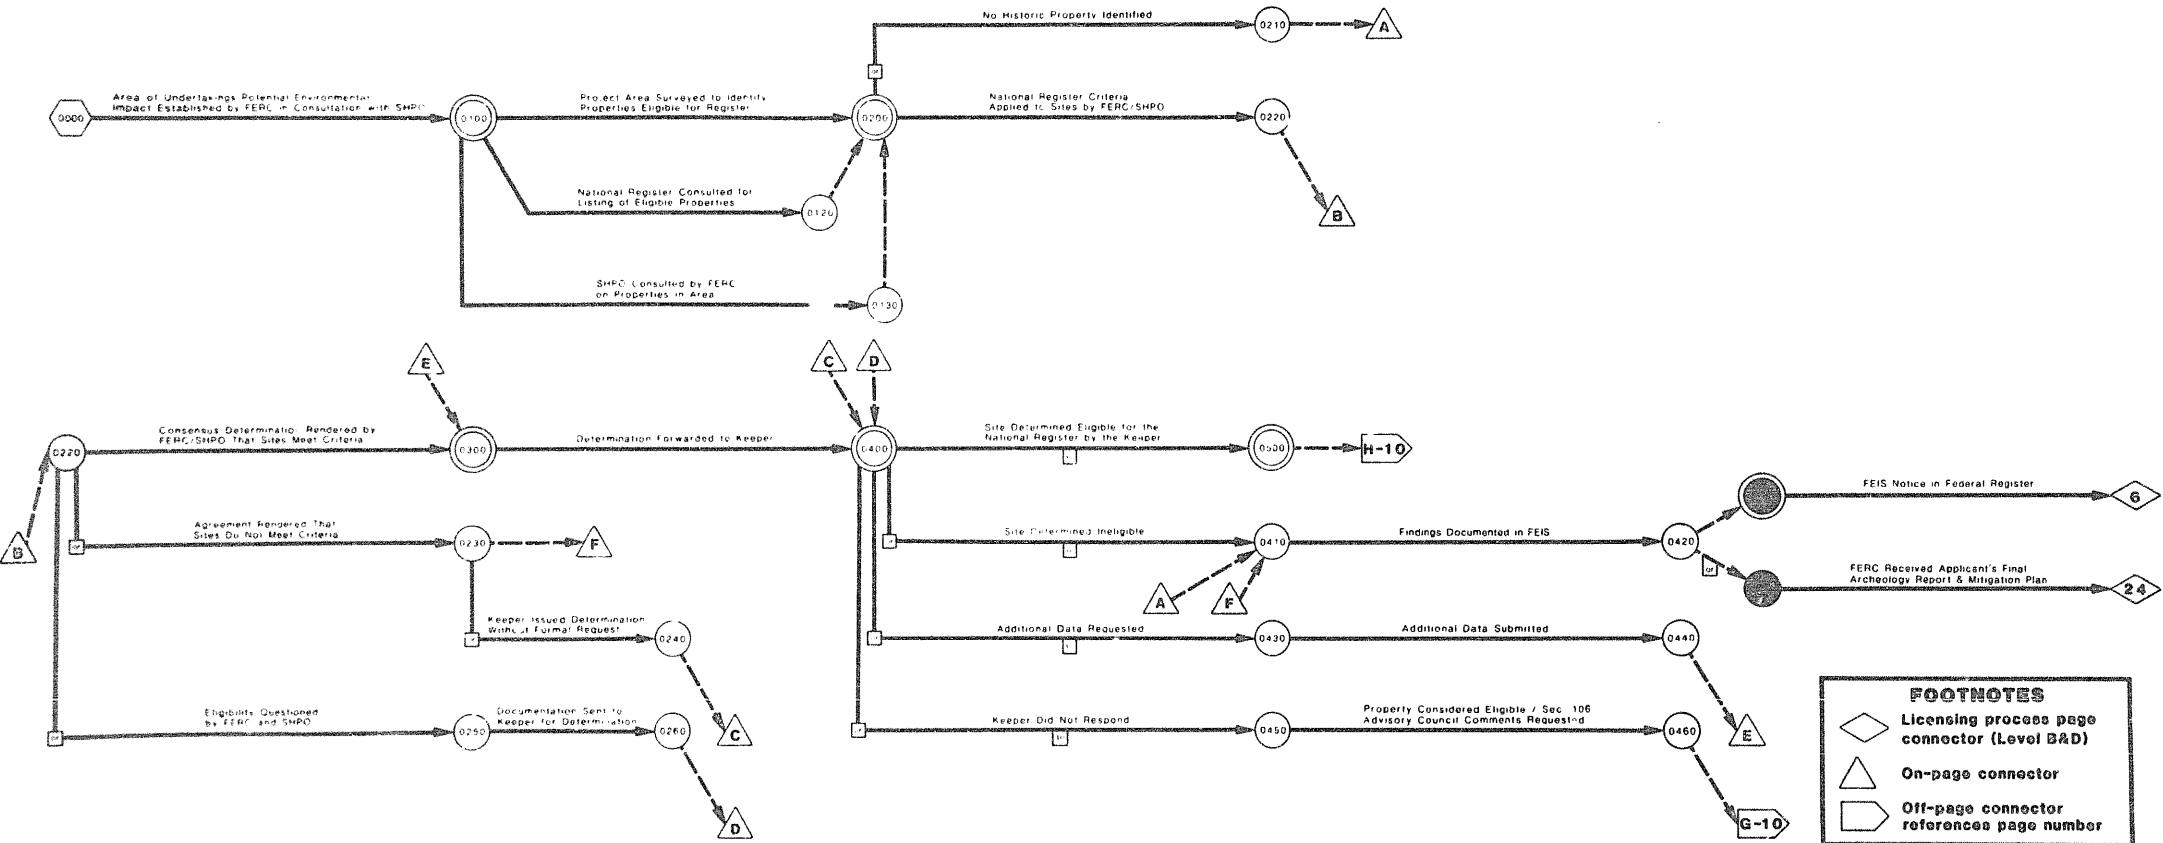 No Historic Property Identified
0210
A
or
Area of Undertakings Potential Environmental
Impact Established by FERC in Consultation with SHPO
0000
0100
Project Area Surveyed to Identify
Properties Eligible for Register
0200
National Register Criteria
Applied to Sites by FERC/SHPO
0220
National Register Consulted for
Listing of Eligible Properties
0120
B
SHPO Consulted by FERC
on Properties in Area
0130
E
C
D
Consensus Determination Rendered by
FERC/SHPO That Sites Meet Criteria
0220
0300
Determination Forwarded to Keeper
0400
Site Determined Eligible for the
National Register by the Keeper
0500
H-10
FEIS Notice in Federal Register
6
B
or
Agreement Rendered That
Sites Do Not Meet Criteria
0230
F
or
Site Determined Ineligible
0410
Findings Documented in FEIS
0420
or
FERC Received Applicant's Final
Archeology Report & Mitigation Plan
24
A
F
Keeper Issued Determination
Without Formal Request
0240
or
Additional Data Requested
0430
Additional Data Submitted
0440
or
Eligibility Questioned
by FERC and SHPO
0250
Documentation Sent to
Keeper for Determination
0260
C
or
Keeper Did Not Respond
0450
Property Considered Eligible / Sec. 106
Advisory Council Comments Requested
0460
E
D
G-10
FOOTNOTES
Licensing process page
connector (Level B&D)
On-page connector
Off-page connector
references page number